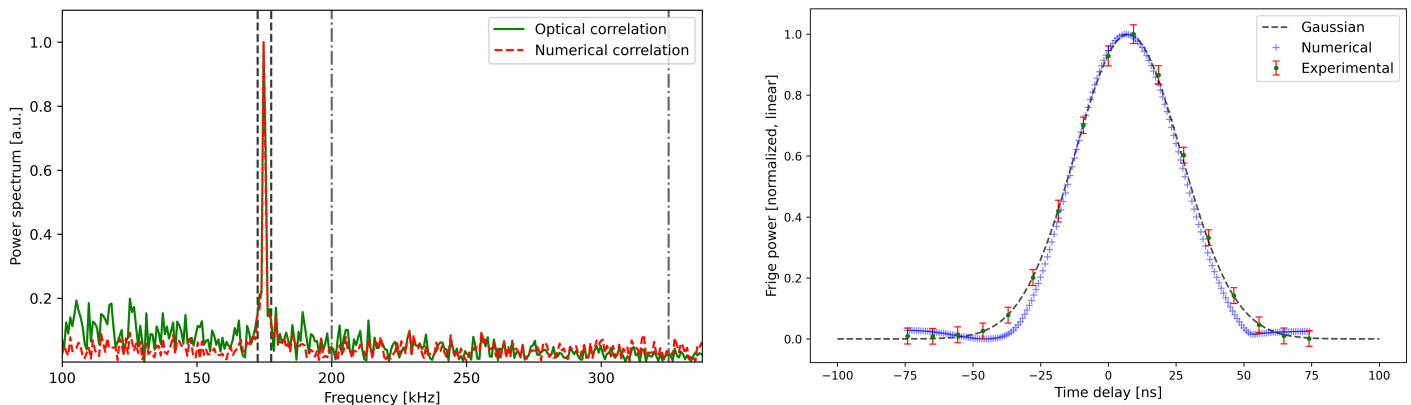 Optical correlation
Numerical correlation
Power spectrum [a.u.]
1.0
0.8
0.6
0.4
0.2
100
150
200
250
300
Frequency [kHz]
Gaussian
Numerical
Experimental
Frige power [normalized, linear]
1.0
0.8
0.6
0.4
0.2
0.0
−100
−75
−50
−25
0
25
50
75
100
Time delay [ns]